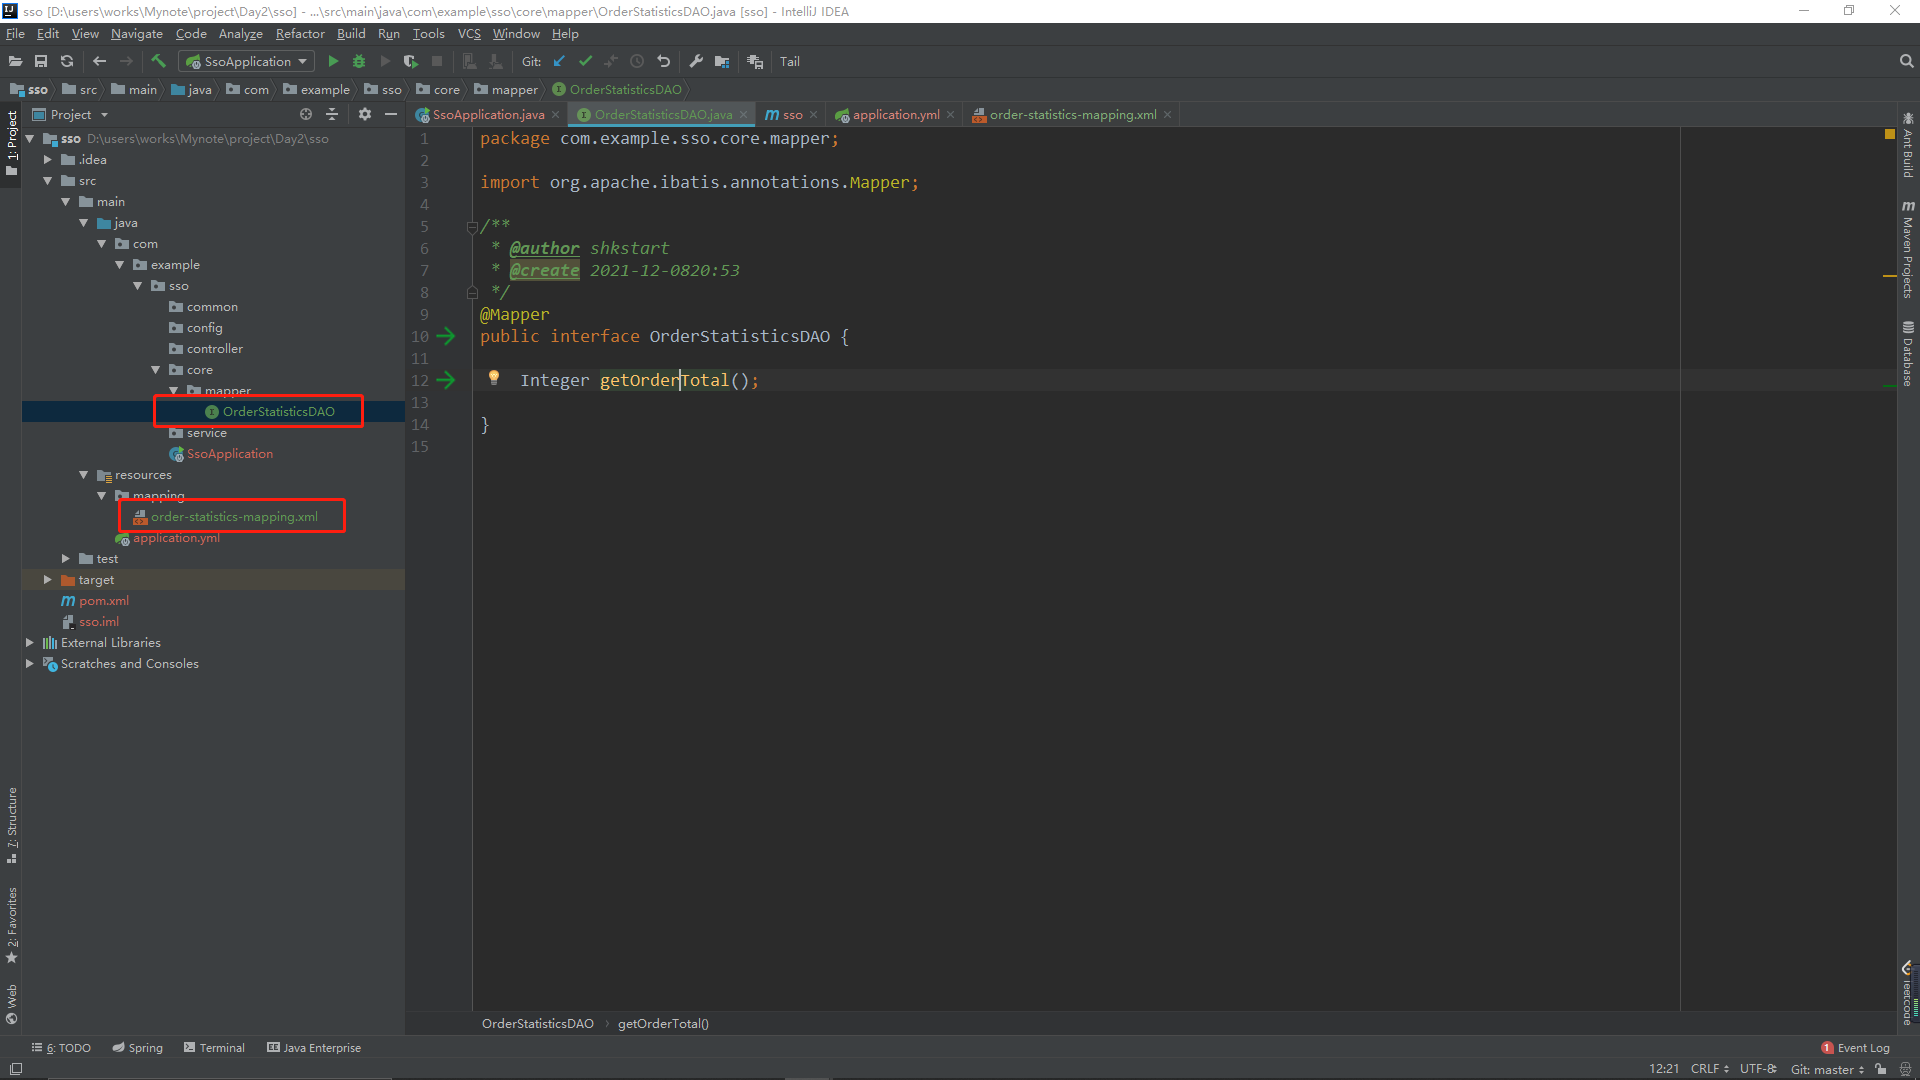 sso [D:\users\works\Mynote\project\Day2\sso] - ...\src\main\java\com\example\sso\core\mapper\OrderStatisticsDAO.java [sso] - IntelliJ IDEA
File Edit View Navigate Code Analyze Refactor Build Run Tools VCS Window Help
SsoApplication Git: Tail
sso src main java com example sso core mapper OrderStatisticsDAO
Project
SsoApplication.java OrderStatisticsDAO.java sso application.yml order-statistics-mapping.xml
sso D:\users\works\Mynote\project\Day2\sso
.idea
src
main
java
com
example
sso
common
config
controller
core
mapper
OrderStatisticsDAO
service
SsoApplication
resources
mapping
order-statistics-mapping.xml
application.yml
test
target
pom.xml
sso.iml
External Libraries
Scratches and Consoles
1 package com.example.sso.core.mapper;
2
3 import org.apache.ibatis.annotations.Mapper;
4
5 /**
6 * @author shkstart
7 * @create 2021-12-0820:53
8 */
9 @Mapper
10 public interface OrderStatisticsDAO {
11
12 Integer getOrderTotal();
13
14 }
15
OrderStatisticsDAO › getOrderTotal()
1: Project
7: Structure
2: Favorites
Web
Ant Build
Maven Projects
Database
leetcode
6: TODO Spring Terminal Java Enterprise
1 Event Log
12:21 CRLF UTF-8 Git: master